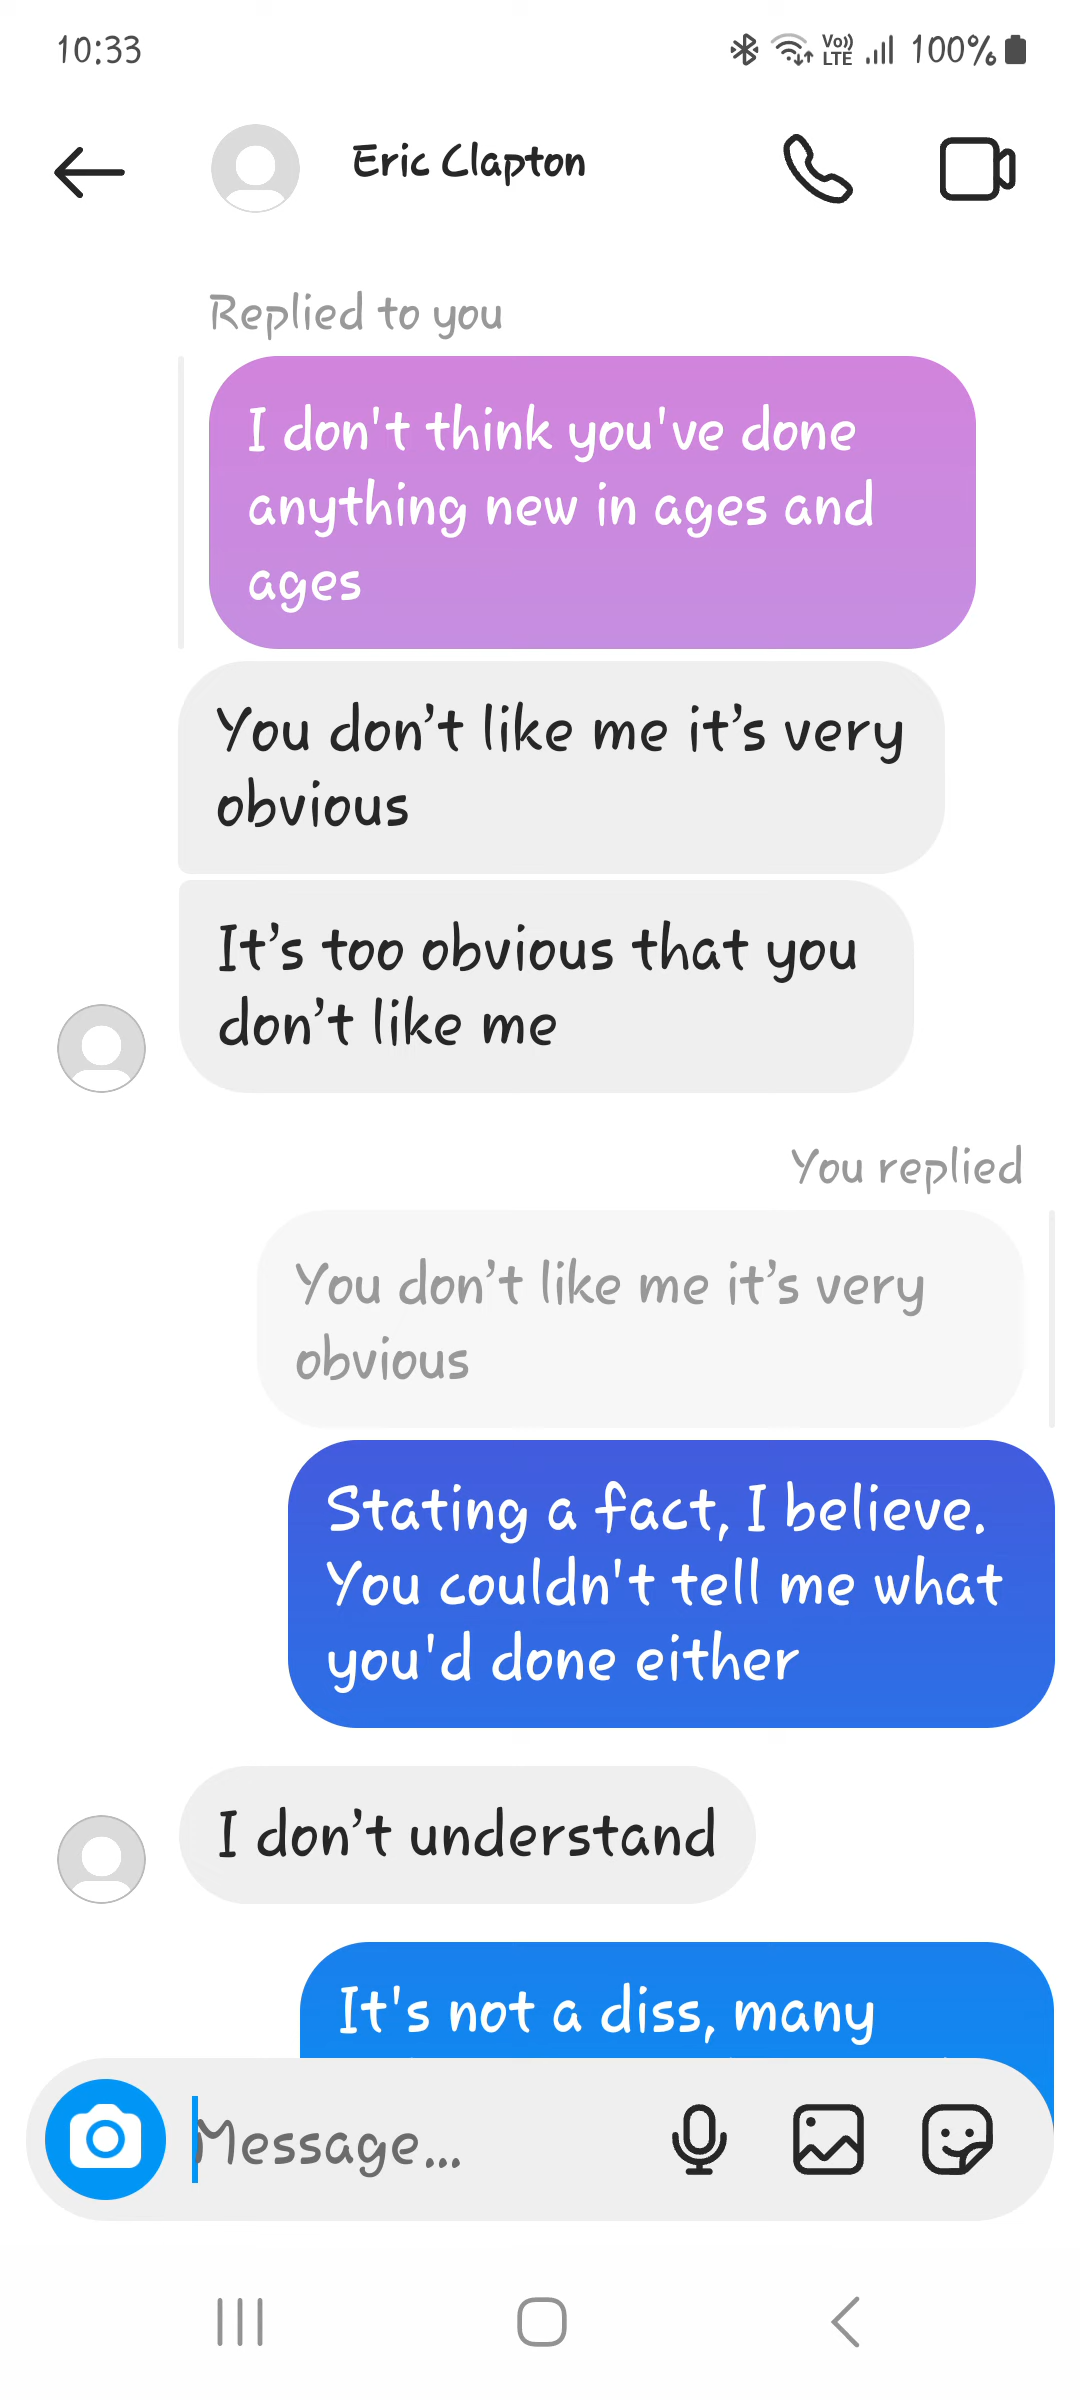 10:33
Vo)) LTE 100%
Eric Clapton
Replied to you
I don't think you've done
anything new in ages and
ages
You don’t like me it’s very
obvious
It’s too obvious that you
don’t like me
You replied
You don’t like me it’s very
obvious
Stating a fact, I believe.
You couldn't tell me what
you'd done either
I don’t understand
It's not a diss, many
Message...